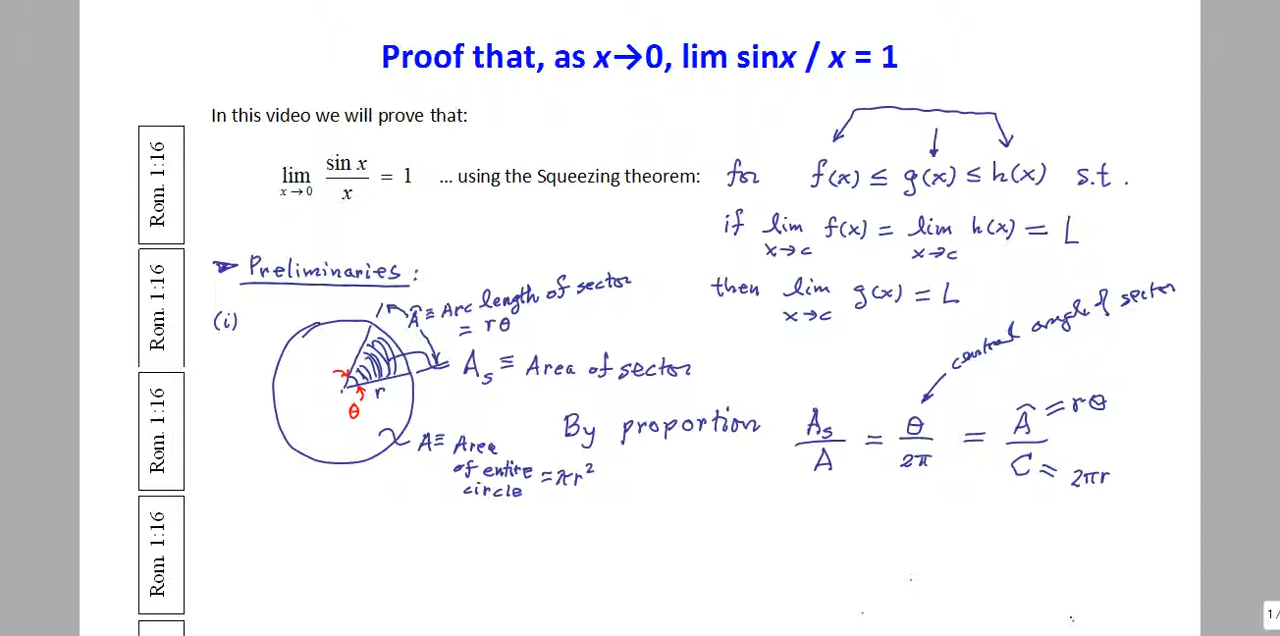 Proof that, as x→0, lim sinx / x = 1
In this video we will prove that:
lim x→0 sin x / x = 1 ... using the Squeezing theorem: for f(x) ≤ g(x) ≤ h(x) s.t.
if lim x→c f(x) = lim x→c h(x) = L
then lim x→c g(x) = L
➢ Preliminaries:
(i)
Â ≡ Arc length of sector
= rθ
A_s ≡ Area of sector
r
θ
A ≡ Area
of entire = πr²
circle
central angle of sector
By proportion A_s / A = θ / 2π = Â = rθ / C = 2πr
Rom. 1:16
Rom. 1:16
Rom. 1:16
Rom. 1:16
1/